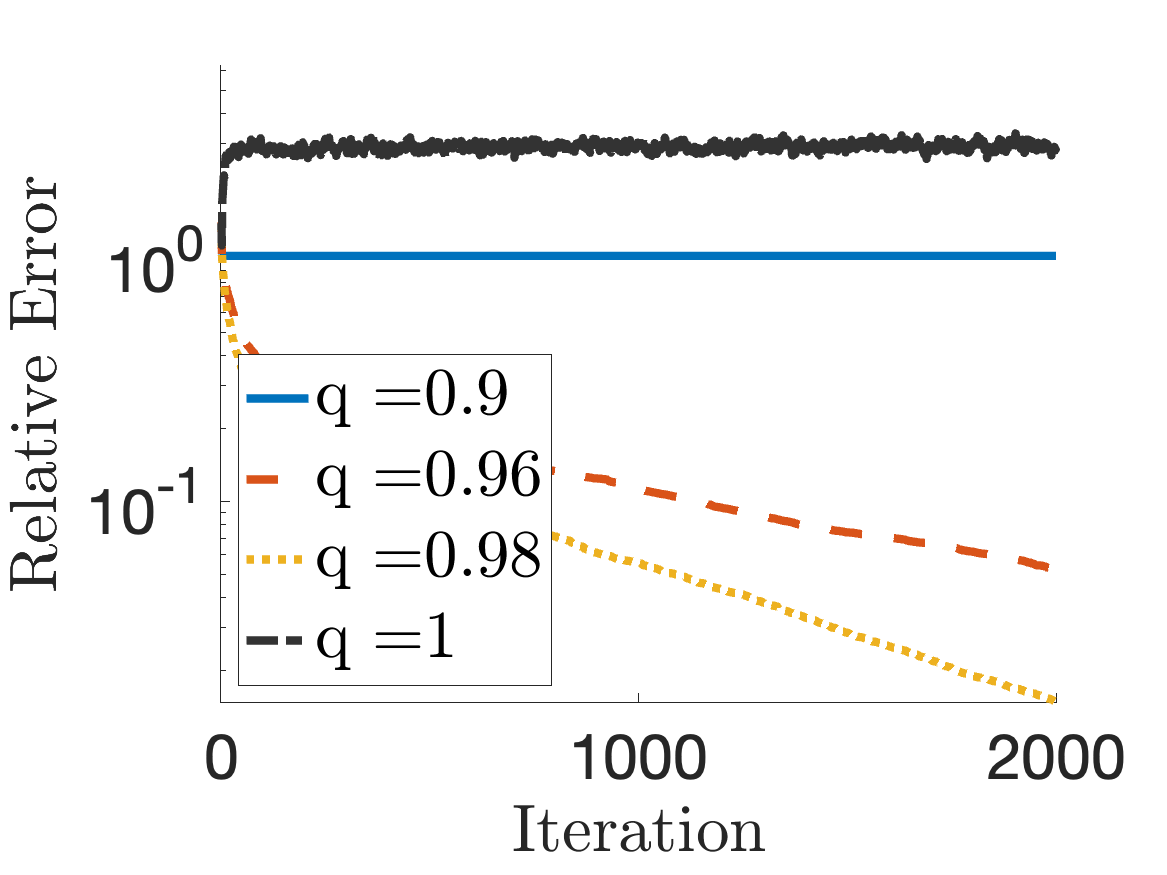 Relative Error
10^0
10^-1
q =0.9
q =0.96
q =0.98
q =1
0 1000 2000
Iteration